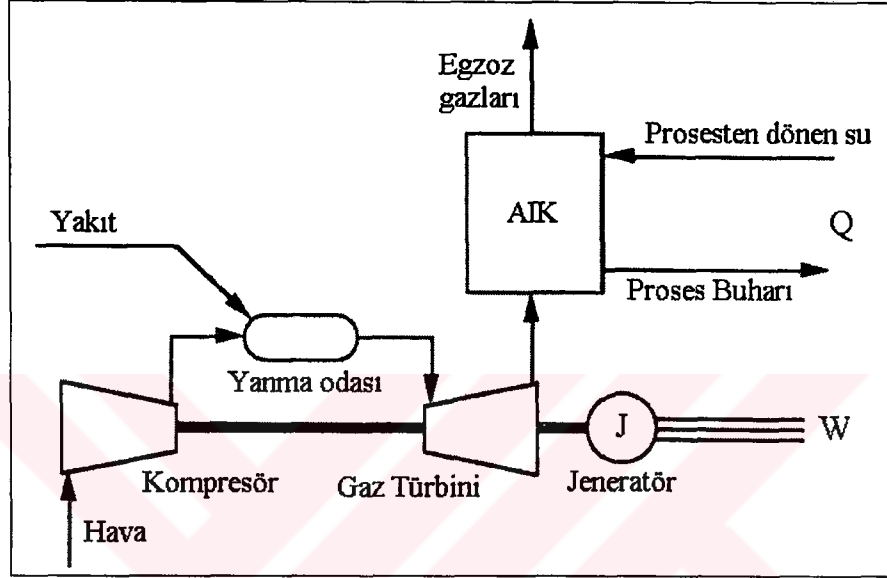 Egzoz
gazları
Prosesten dönen su
AIK
Q
Yakıt
Proses Buharı
Yanma odası
J
W
Kompresör
Gaz Türbini
Jeneratör
Hava